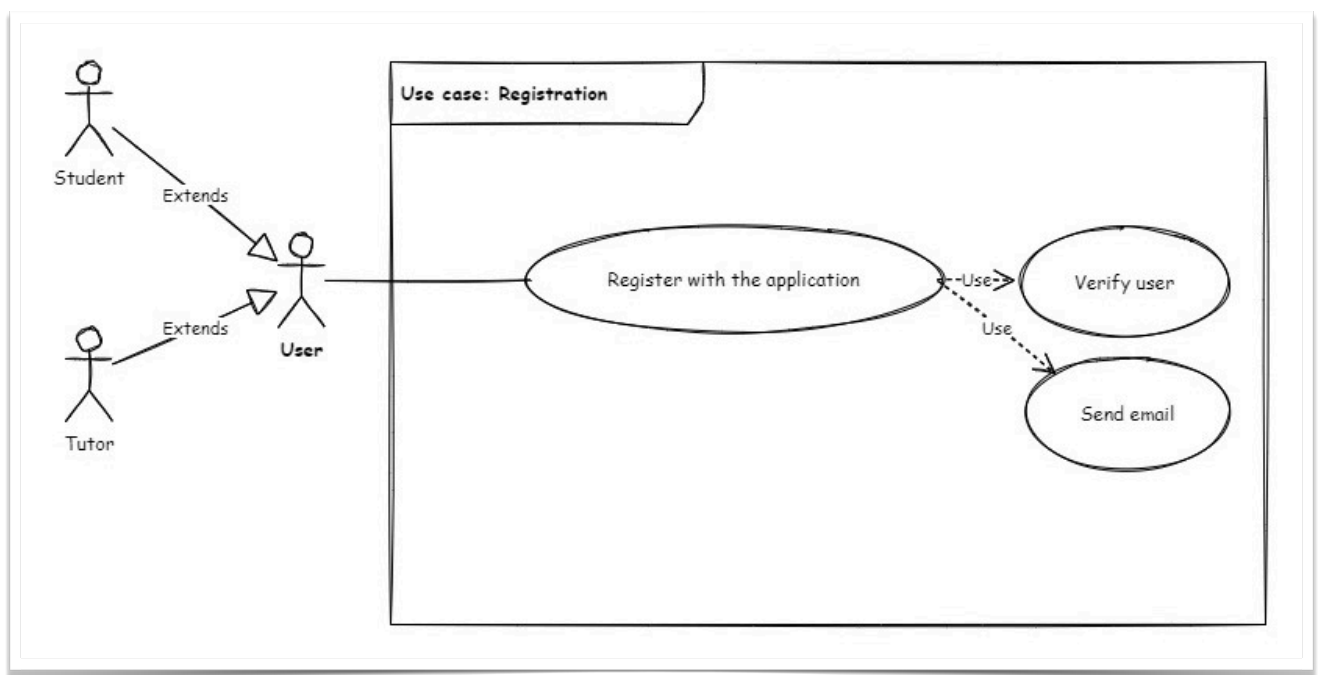 Use case: Registration
Student
Extends
Register with the application
Use
Verify user
Extends
Use
User
Send email
Tutor